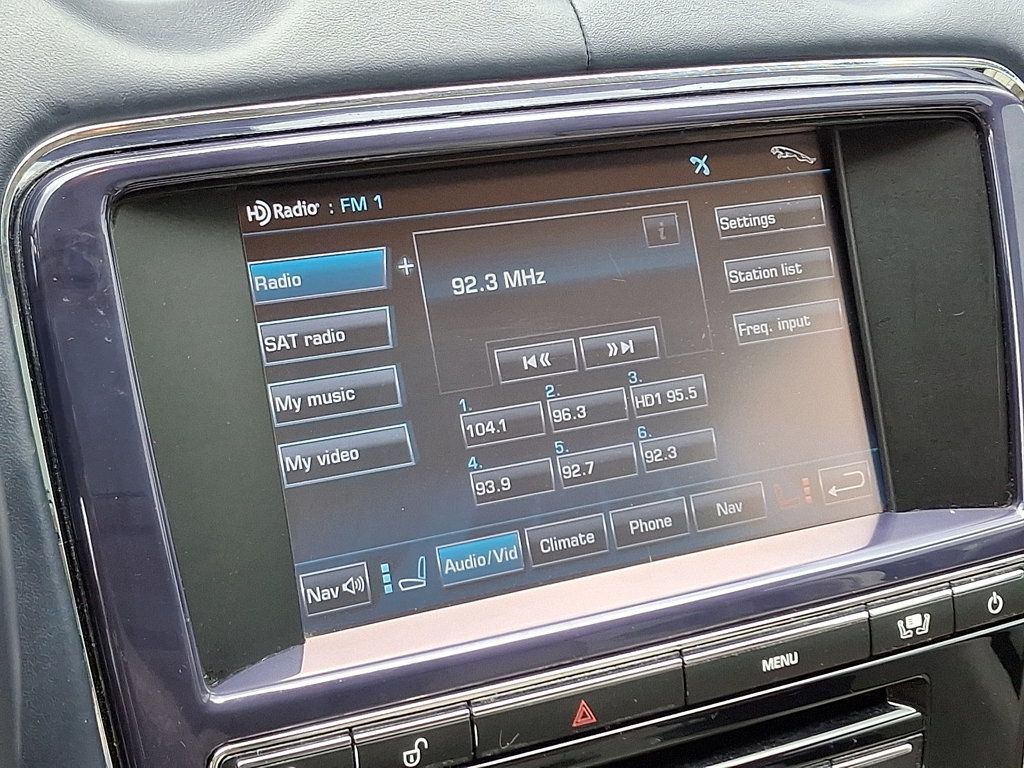 HD Radio : FM 1
Settings
Radio +
i
92.3 MHz
Station list
SAT radio
Freq. input
My music
1. 2. 3.
104.1 96.3 HD1 95.5
My video
4. 5. 6.
93.9 92.7 92.3
Nav Audio/Vid Climate Phone Nav
MENU